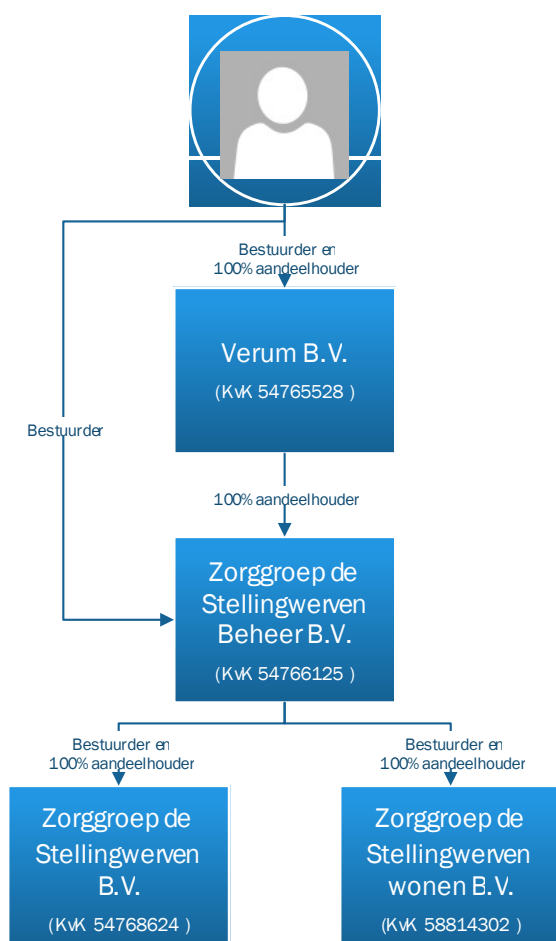 Bestuurder en
100% aandeelhouder
Verum B.V.
(KvK 54765528 )
Bestuurder
100% aandeelhouder
Zorggroep de
Stellingwerven
Beheer B.V.
(KvK 54766125 )
Bestuurder en
100% aandeelhouder
Bestuurder en
100% aandeelhouder
Zorggroep de
Stellingwerven
B.V.
(KvK 54768624 )
Zorggroep de
Stellingwerven
wonen B.V.
(KvK 58814302 )